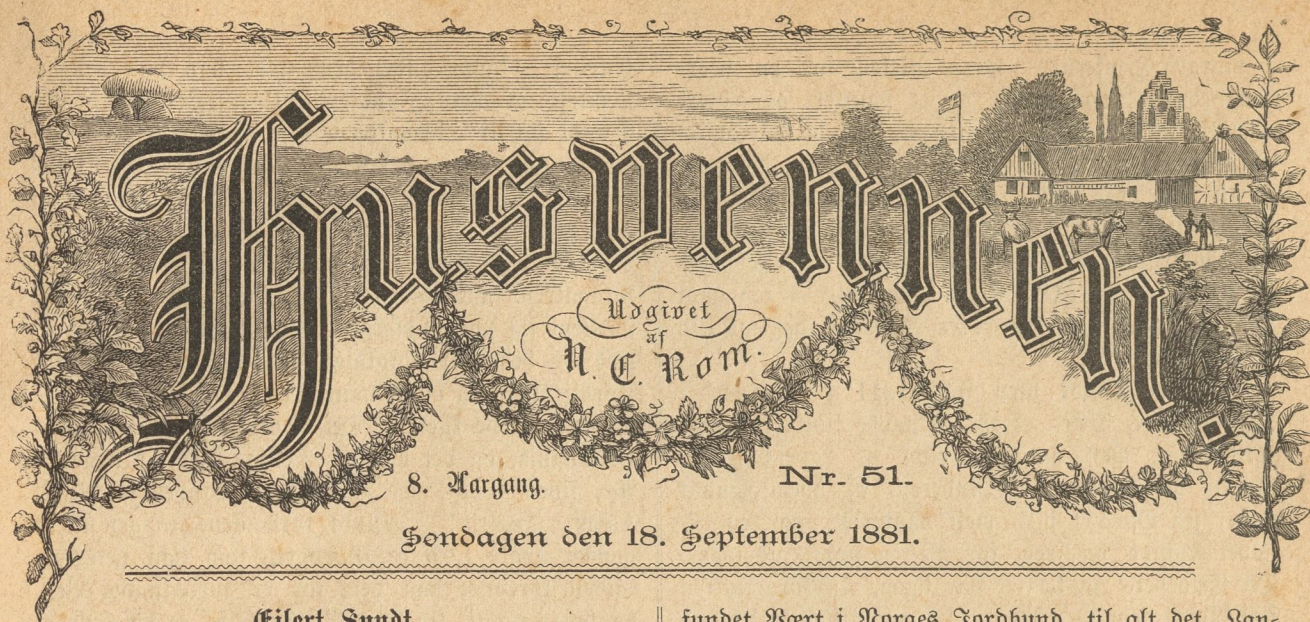 Husvennen.
Udgivet
af
N. C. Rom.
8. Aargang.
Nr. 51.
Søndagen den 18. September 1881.
Eilert Sundt
fundet Vært i Norges Jordbund, til alt det, Lan-